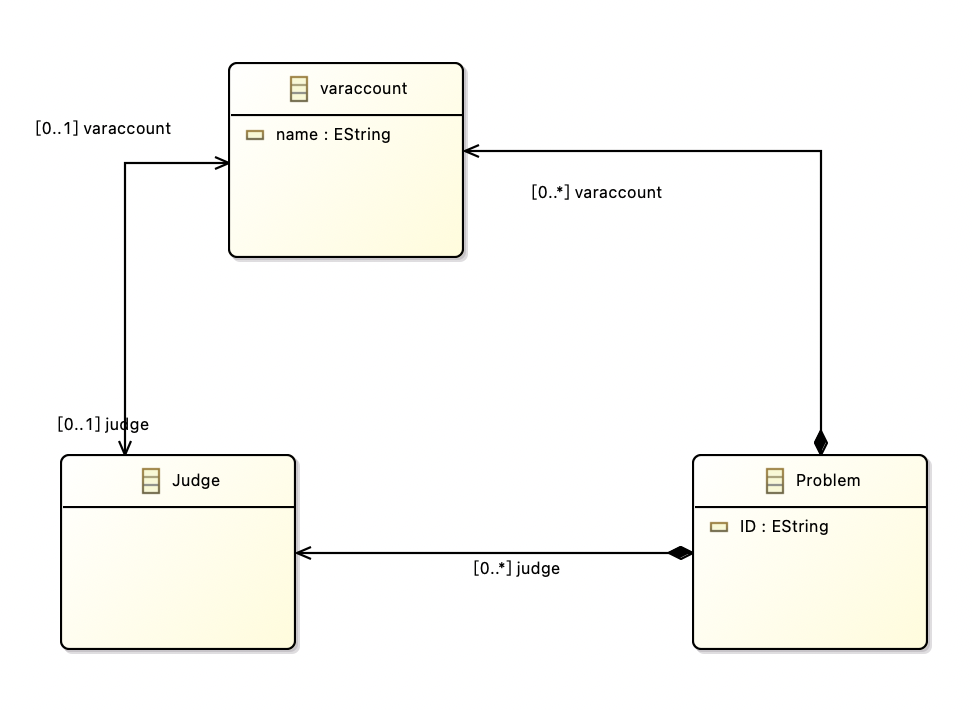 varaccount
name : EString
[0..1] varaccount
[0..*] varaccount
[0..1] judge
Judge
Problem
ID : EString
[0..*] judge